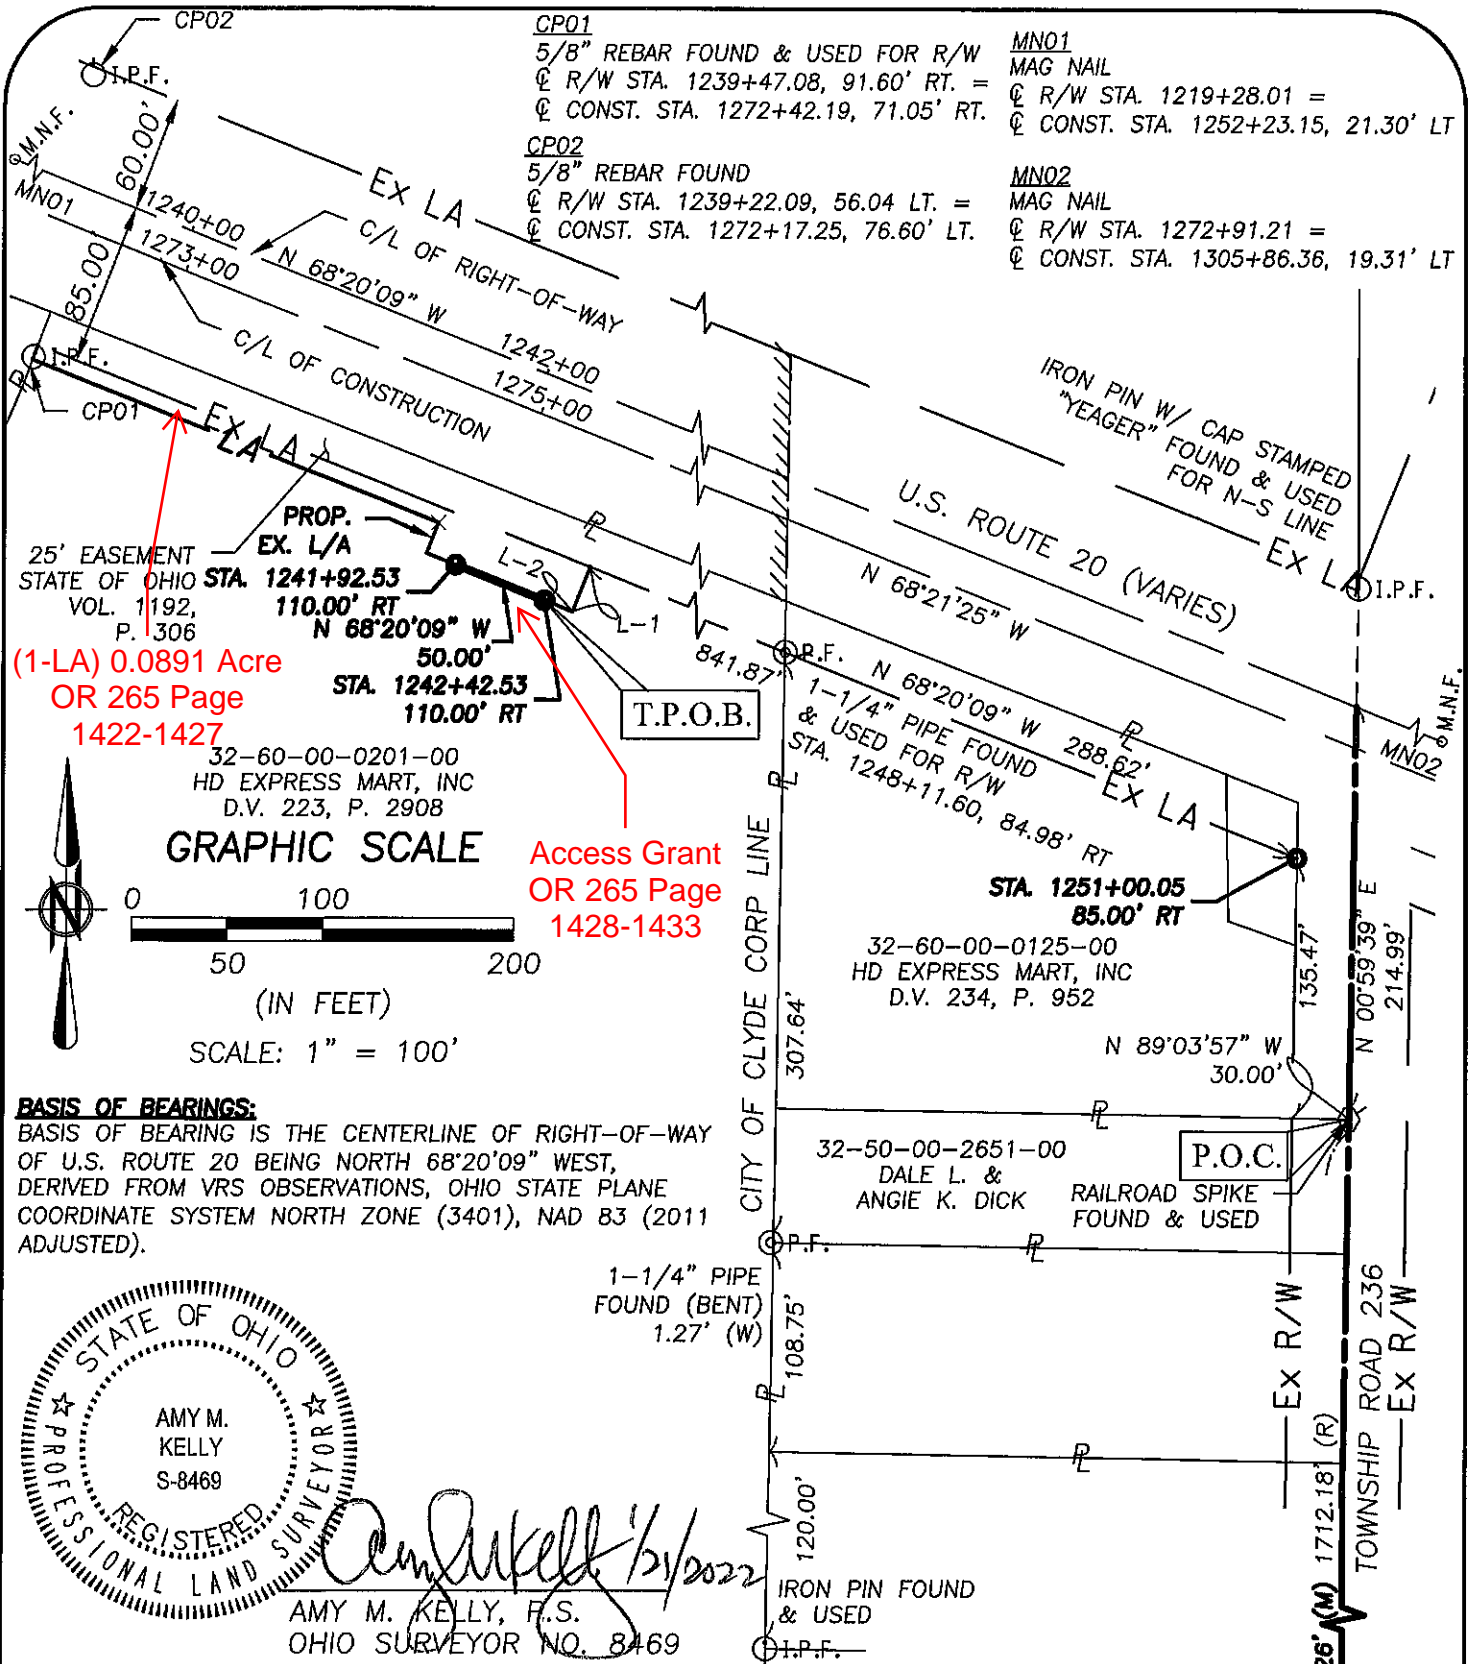 CP02
I.P.F.
CP01
5/8" REBAR FOUND & USED FOR R/W
℄ R/W STA. 1239+47.08, 91.60' RT. =
℄ CONST. STA. 1272+42.19, 71.05' RT.
CP02
5/8" REBAR FOUND
℄ R/W STA. 1239+22.09, 56.04 LT. =
℄ CONST. STA. 1272+17.25, 76.60' LT.
MN01
MAG NAIL
℄ R/W STA. 1219+28.01 =
℄ CONST. STA. 1252+23.15, 21.30' LT
MN02
MAG NAIL
℄ R/W STA. 1272+91.21 =
℄ CONST. STA. 1305+86.36, 19.31' LT
M.N.F.
MN01
60.00'
85.00'
1240+00
1273+00
Ex LA
C/L OF RIGHT-OF-WAY
N 68°20'09" W
1242+00
1275+00
C/L OF CONSTRUCTION
I.P.F.
CP01
Ex LA
LA
PROP.
EX. L/A
STA. 1241+92.53
110.00' RT
N 68°20'09" W
50.00'
STA. 1242+42.53
110.00' RT
25' EASEMENT
STATE OF OHIO
VOL. 1192,
P. 306
(1-LA) 0.0891 Acre
OR 265 Page
1422-1427
L-2
L-1
T.P.O.B.
841.87'
P.F.
N 68°20'09" W 288.62'
1-1/4" PIPE FOUND
& USED FOR R/W
STA. 1248+11.60, 84.98' RT
U.S. ROUTE 20 (VARIES)
N 68°21'25" W
IRON PIN W/ CAP STAMPED
"YEAGER" FOUND & USED
FOR N-S LINE
Ex LA
I.P.F.
M.N.F.
MN02
Ex LA
STA. 1251+00.05
85.00' RT
32-60-00-0201-00
HD EXPRESS MART, INC
D.V. 223, P. 2908
GRAPHIC SCALE
0
100
50
200
(IN FEET)
SCALE: 1" = 100'
N
Access Grant
OR 265 Page
1428-1433
CITY OF CLYDE CORP LINE
307.64'
32-60-00-0125-00
HD EXPRESS MART, INC
D.V. 234, P. 952
135.47'
N 00°59'39" E
214.99'
N 89°03'57" W
30.00'
P.O.C.
RAILROAD SPIKE
FOUND & USED
32-50-00-2651-00
DALE L. &
ANGIE K. DICK
BASIS OF BEARINGS:
BASIS OF BEARING IS THE CENTERLINE OF RIGHT-OF-WAY
OF U.S. ROUTE 20 BEING NORTH 68°20'09" WEST,
DERIVED FROM VRS OBSERVATIONS, OHIO STATE PLANE
COORDINATE SYSTEM NORTH ZONE (3401), NAD 83 (2011
ADJUSTED).
P.F.
1-1/4" PIPE
FOUND (BENT)
1.27' (W)
108.75'
120.00'
Ex R/W
Ex R/W
TOWNSHIP ROAD 236
1712.18' (R)
26' (M)
STATE OF OHIO
AMY M.
KELLY
S-8469
REGISTERED
PROFESSIONAL LAND SURVEYOR
1/21/2022
AMY M. KELLY, P.S.
OHIO SURVEYOR NO. 8469
IRON PIN FOUND
& USED
I.P.F.